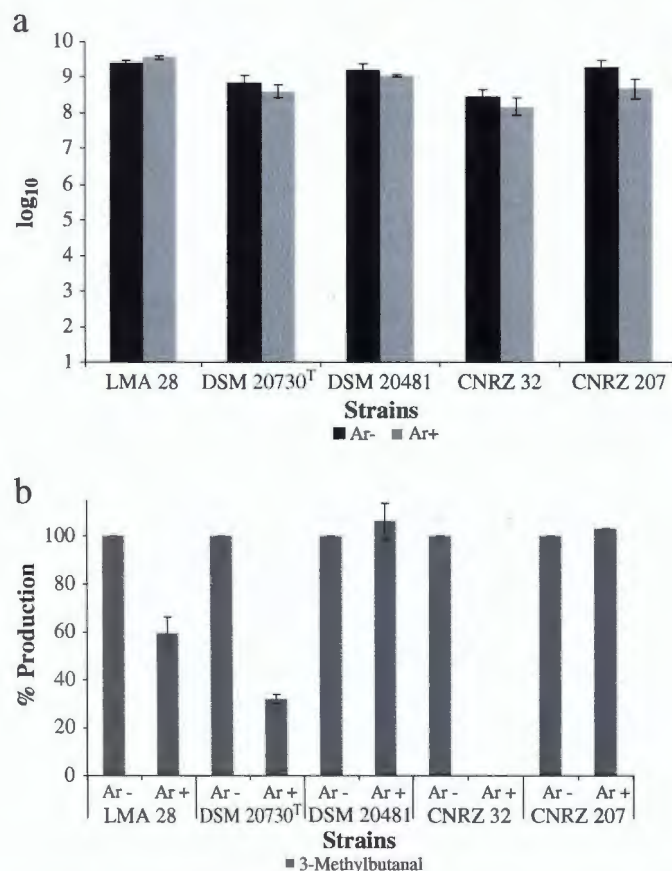 a
10
9
8
7
6
5
4
3
2
1
log10
LMA 28 DSM 20730T DSM 20481 CNRZ 32 CNRZ 207
Strains
Ar- Ar+
b
100
80
60
40
20
0
% Production
Ar - Ar + Ar - Ar + Ar - Ar + Ar - Ar + Ar - Ar +
LMA 28 DSM 20730T DSM 20481 CNRZ 32 CNRZ 207
Strains
3-Methylbutanal